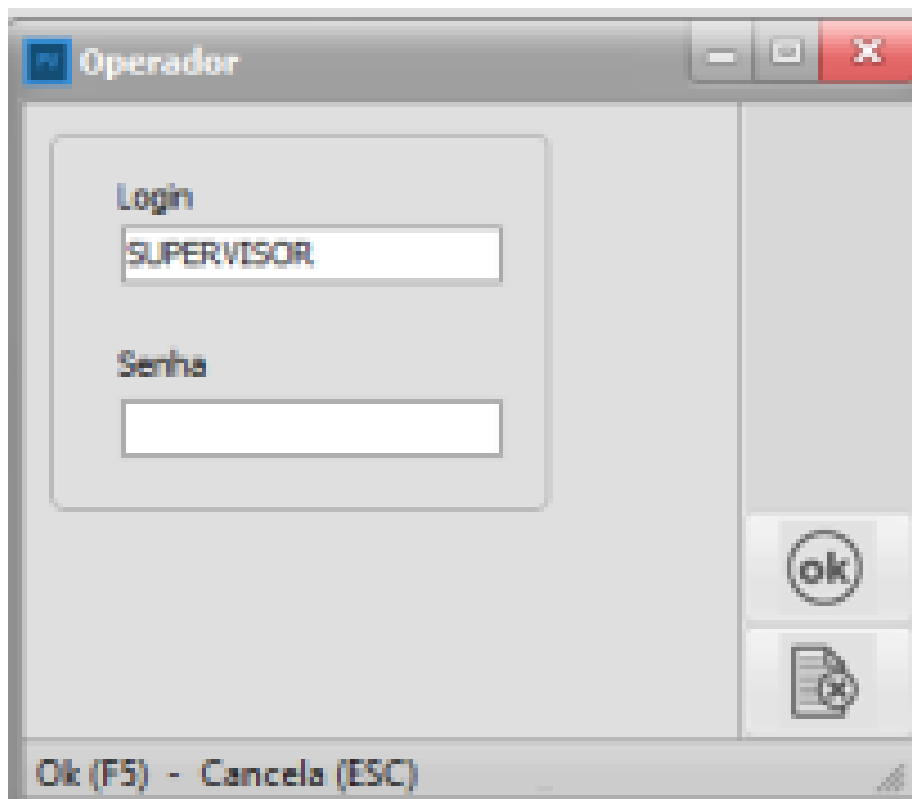 Operador
Login
SUPERVISOR
Senha
ok
Ok (F5) - Cancela (ESC)